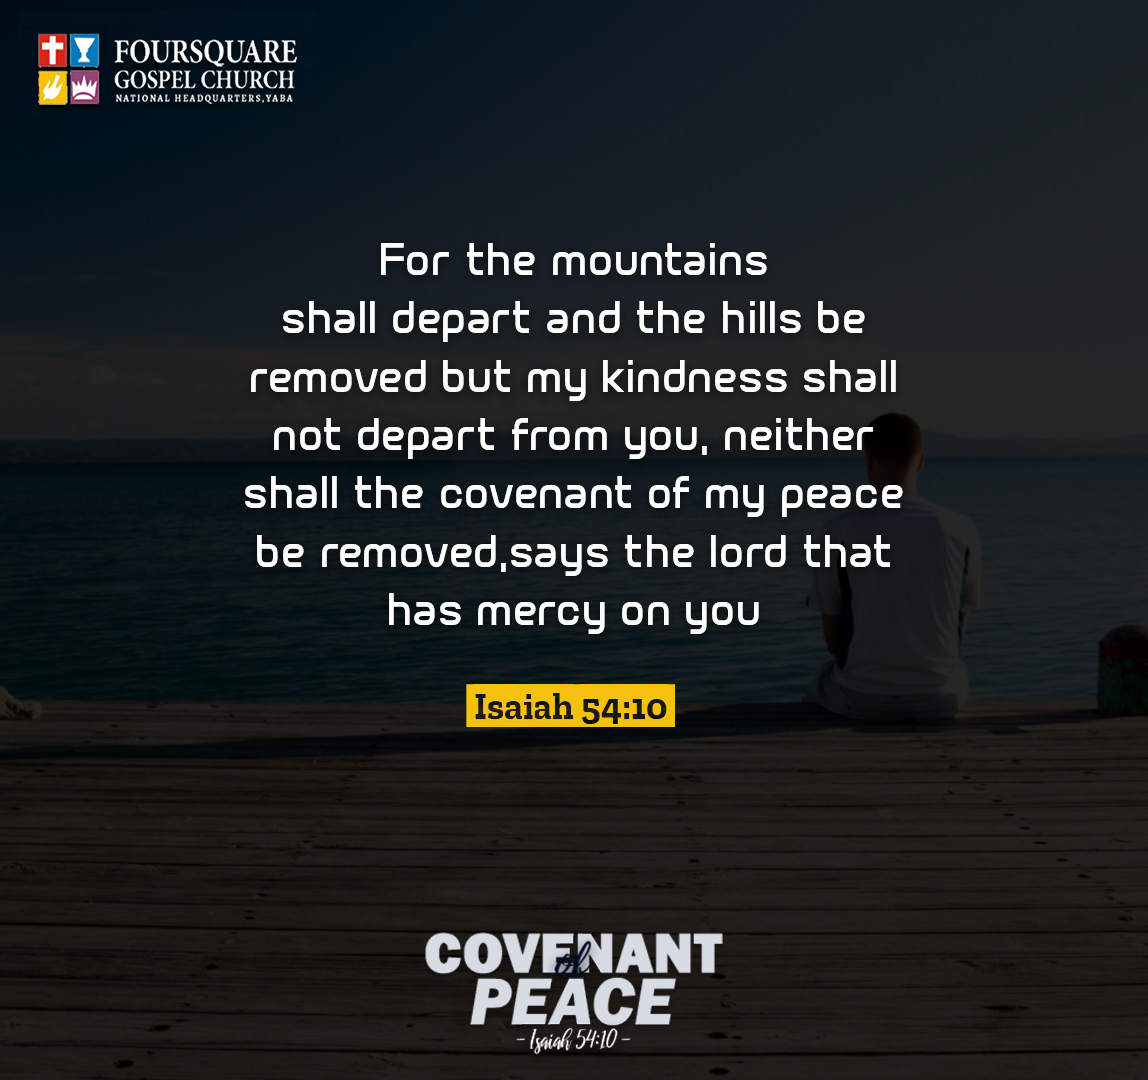 FOURSQUARE
GOSPEL CHURCH
NATIONAL HEADQUARTERS,YABA
For the mountains
shall depart and the hills be
removed but my kindness shall
not depart from you, neither
shall the covenant of my peace
be removed,says the lord that
has mercy on you
Isaiah 54:10
COVENANT
of
PEACE
- Isaiah 54:10 -